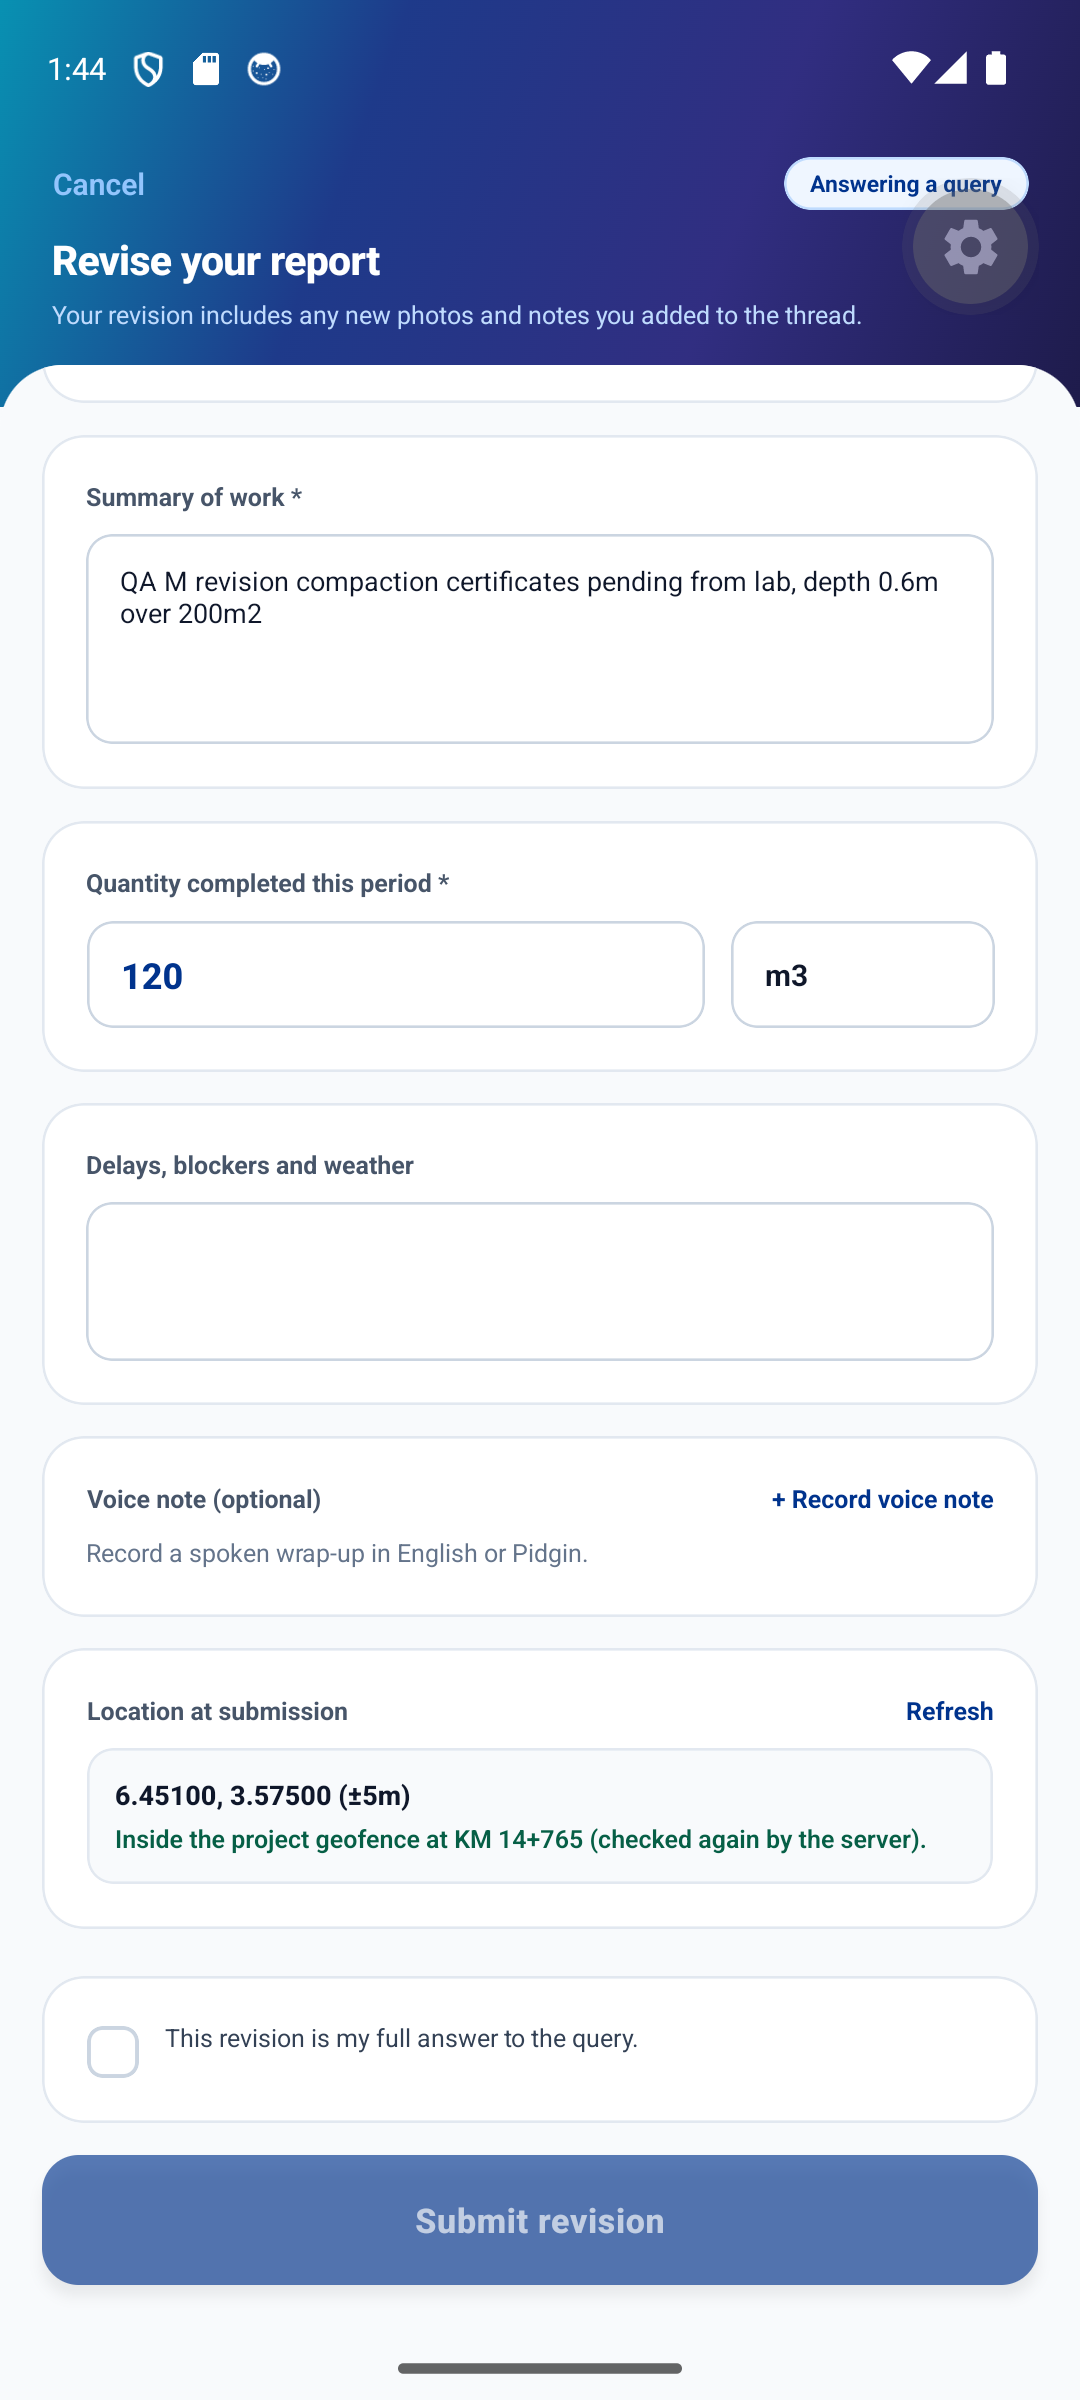 1:44
Cancel
Answering a query
Revise your report
Your revision includes any new photos and notes you added to the thread.
Summary of work *
QA M revision compaction certificates pending from lab, depth 0.6m
over 200m2
Quantity completed this period *
120
m3
Delays, blockers and weather
Voice note (optional)
+ Record voice note
Record a spoken wrap-up in English or Pidgin.
Location at submission
Refresh
6.45100, 3.57500 (±5m)
Inside the project geofence at KM 14+765 (checked again by the server).
This revision is my full answer to the query.
Submit revision